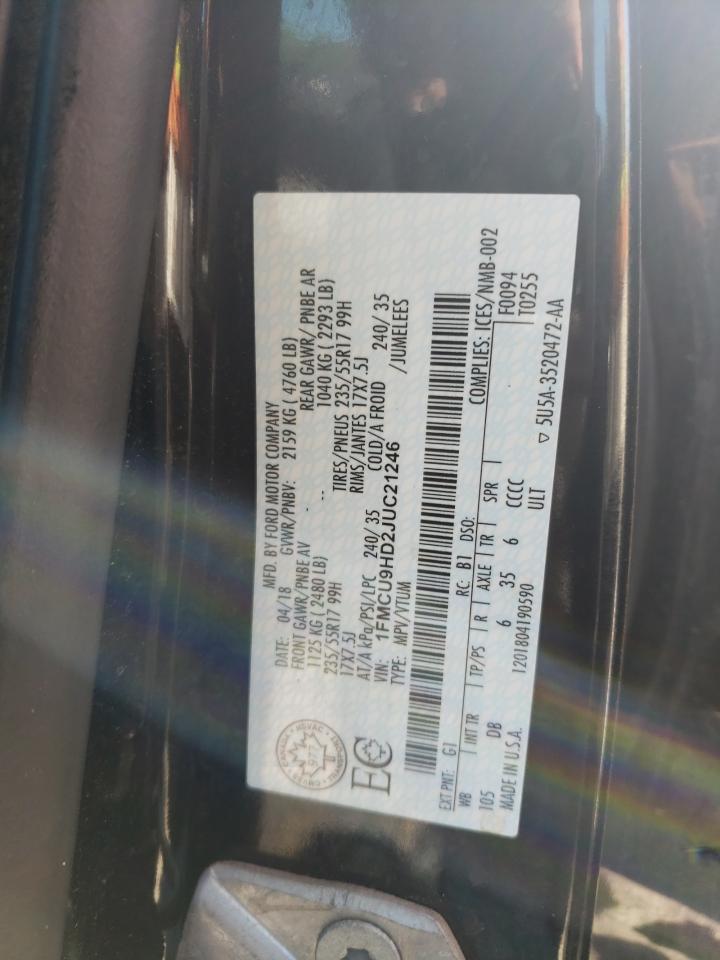 MFD. BY FORD MOTOR COMPANY
DATE: 04/18 GVWR/PNBV: 2159 KG ( 4760 LB)
FRONT GAWR/PNBE AV REAR GAWR/ PNBE AR
1125 KG ( 2480 LB) -- 1040 KG ( 2293 LB)
235/55R17 99H TIRES/PNEUS 235/55R17 99H
17X7.5J RIMS/JANTES 17X7.5J
AT/A kPa/PSI/LPC 240/ 35 COLD/A FROID 240/ 35
VIN: 1FMCU9HD2JUC21246 /JUMELEES
TYPE: MPV/VTUM
CANADA
977
TRANSPORT
EC
EXT PNT: G1 RC: B1 DSO: COMPLIES: ICES/NMB-002
WB INT TR TP/PS R AXLE TR SPR F0094
105 DB 6 35 6 CCCC T0255
MADE IN U.S.A. 1201804190590 ULT ▽ 5U5A-3520472-AA